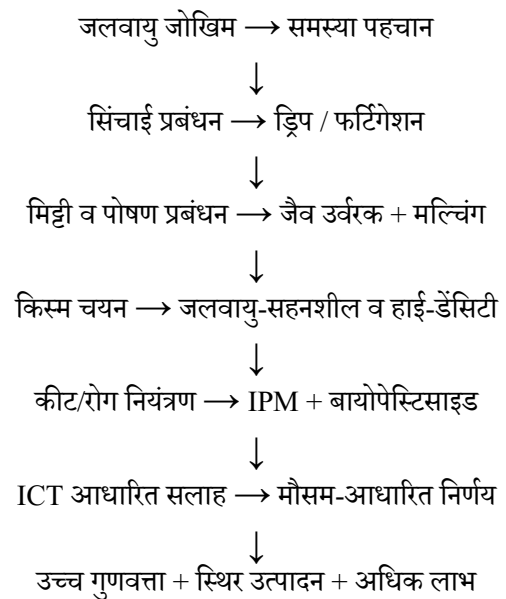 जलवायु जोखिम → समस्या पहचान
↓
सिंचाई प्रबंधन → ड्रिप / फर्टिगेशन
↓
मिट्टी व पोषण प्रबंधन → जैव उर्वरक + मल्चिंग
↓
किस्म चयन → जलवायु-सहनशील व हाई-डेंसिटी
↓
कीट/रोग नियंत्रण → IPM + बायोपेस्टिसाइड
↓
ICT आधारित सलाह → मौसम-आधारित निर्णय
↓
उच्च गुणवत्ता + स्थिर उत्पादन + अधिक लाभ